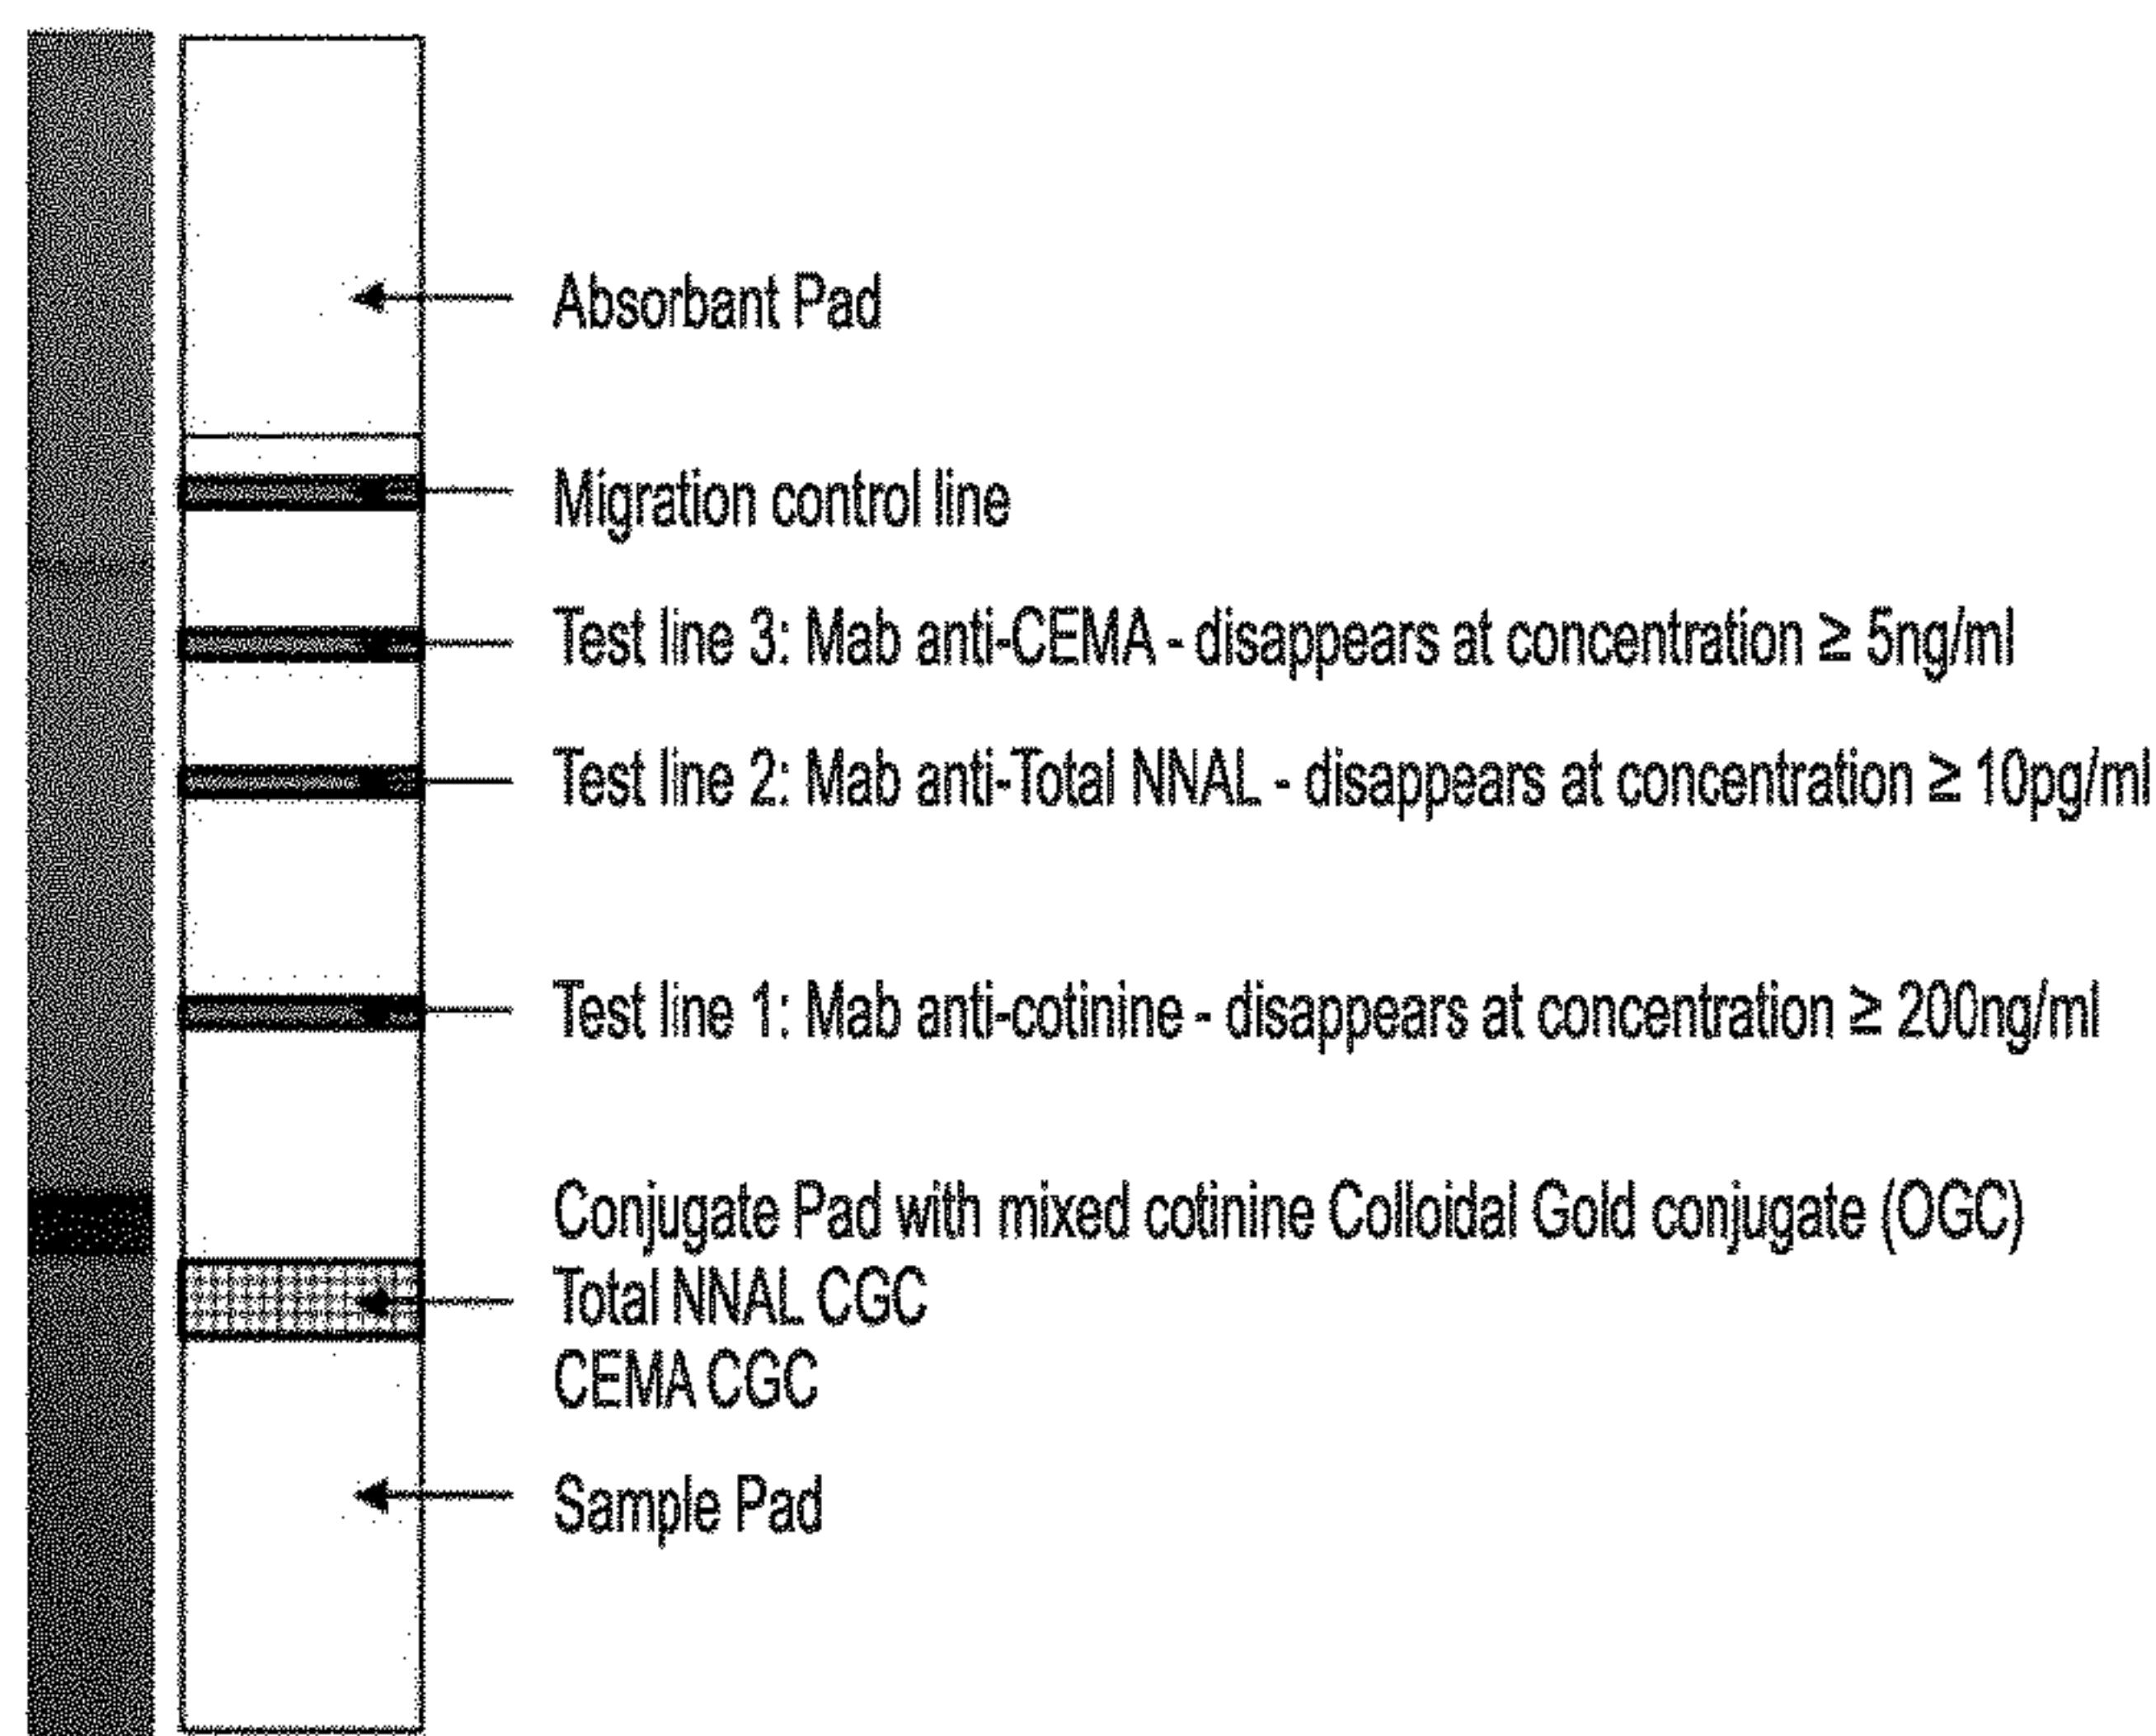 Absorbant Pad
Migration control line
Test line 3: Mab anti-CEMA - disappears at concentration ≥ 5ng/ml
Test line 2: Mab anti-Total NNAL - disappears at concentration ≥ 10pg/ml
Test line 1: Mab anti-cotinine - disappears at concentration ≥ 200ng/ml
Conjugate Pad with mixed cotinine Colloidal Gold conjugate (OGC)
Total NNAL CGC
CEMA CGC
Sample Pad